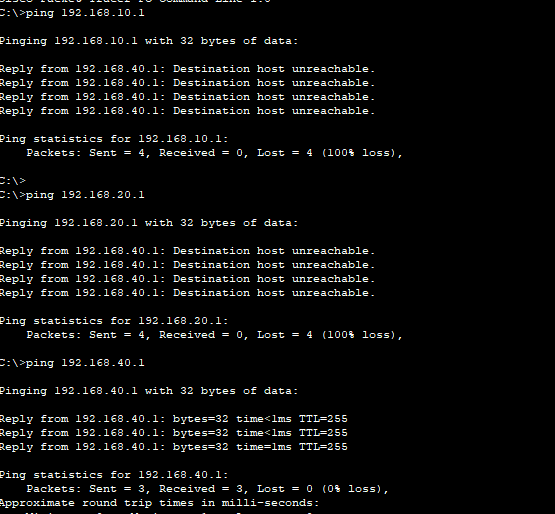 Cisco Packet Tracer PC Command Line 1.0
C:\>ping 192.168.10.1
Pinging 192.168.10.1 with 32 bytes of data:
Reply from 192.168.40.1: Destination host unreachable.
Reply from 192.168.40.1: Destination host unreachable.
Reply from 192.168.40.1: Destination host unreachable.
Reply from 192.168.40.1: Destination host unreachable.
Ping statistics for 192.168.10.1:
Packets: Sent = 4, Received = 0, Lost = 4 (100% loss),
C:\>
C:\>ping 192.168.20.1
Pinging 192.168.20.1 with 32 bytes of data:
Reply from 192.168.40.1: Destination host unreachable.
Reply from 192.168.40.1: Destination host unreachable.
Reply from 192.168.40.1: Destination host unreachable.
Reply from 192.168.40.1: Destination host unreachable.
Ping statistics for 192.168.20.1:
Packets: Sent = 4, Received = 0, Lost = 4 (100% loss),
C:\>ping 192.168.40.1
Pinging 192.168.40.1 with 32 bytes of data:
Reply from 192.168.40.1: bytes=32 time<1ms TTL=255
Reply from 192.168.40.1: bytes=32 time<1ms TTL=255
Reply from 192.168.40.1: bytes=32 time=1ms TTL=255
Ping statistics for 192.168.40.1:
Packets: Sent = 3, Received = 3, Lost = 0 (0% loss),
Approximate round trip times in milli-seconds: